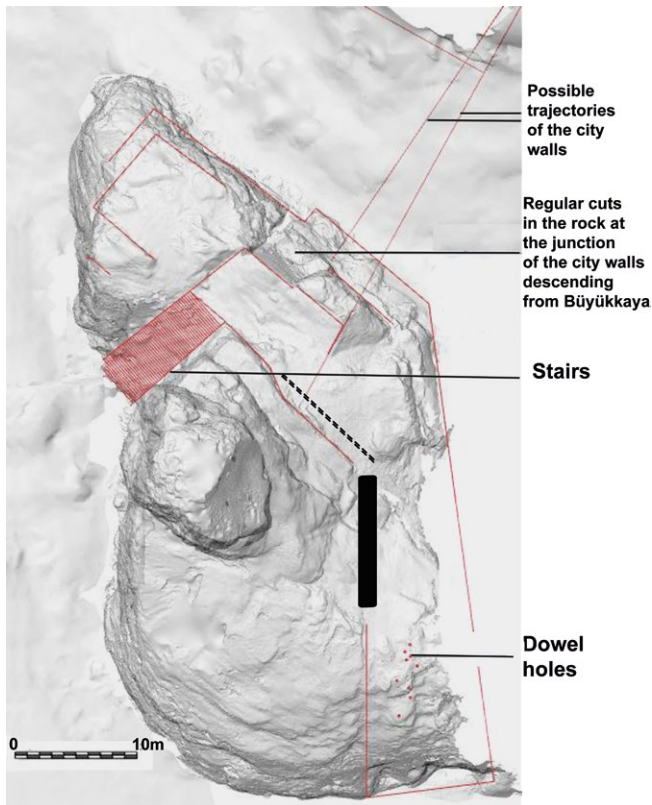 Possible
trajectories
of the city
walls
Regular cuts
in the rock at
the junction
of the city walls
descending
from Büyükkaya
Stairs
Dowel
holes
0 10m